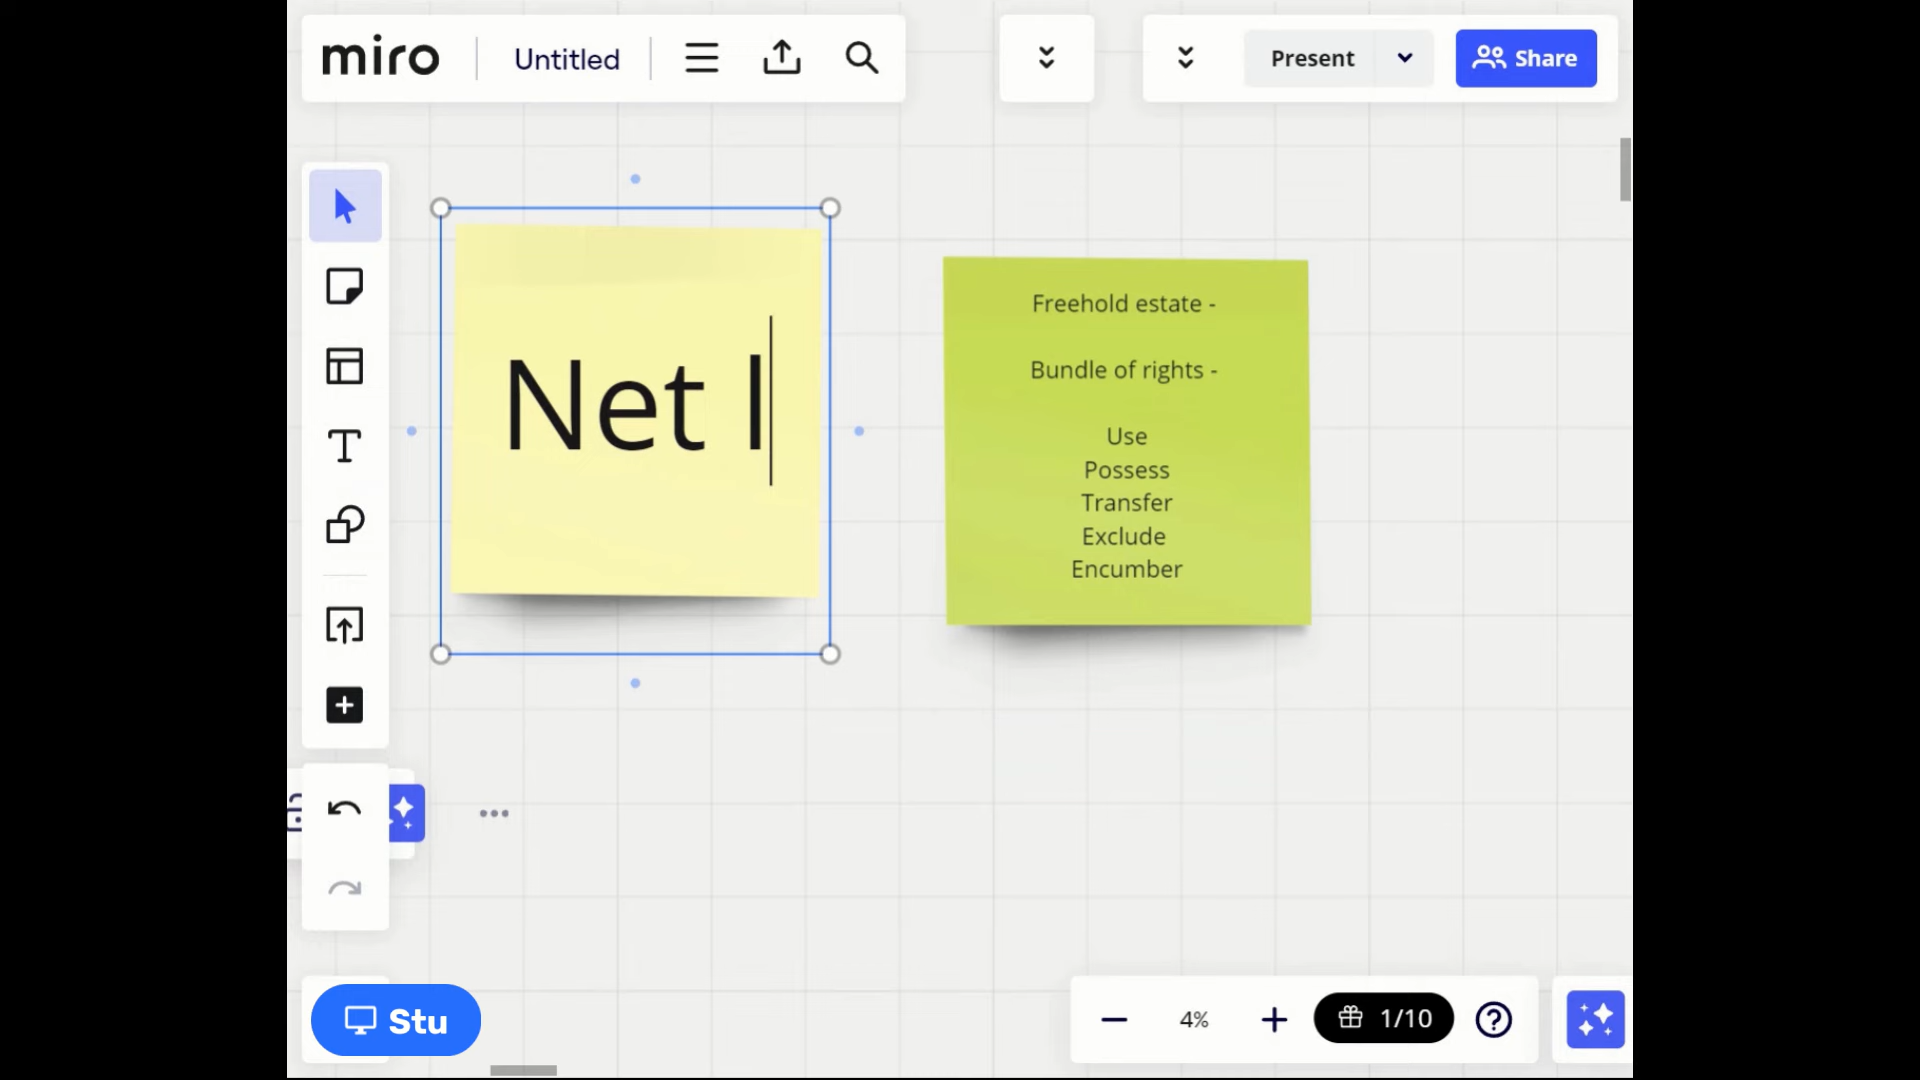 miro
Untitled
Present
Share
Net l
Freehold estate -
Bundle of rights -
Use
Possess
Transfer
Exclude
Encumber
Stu
4%
1/10